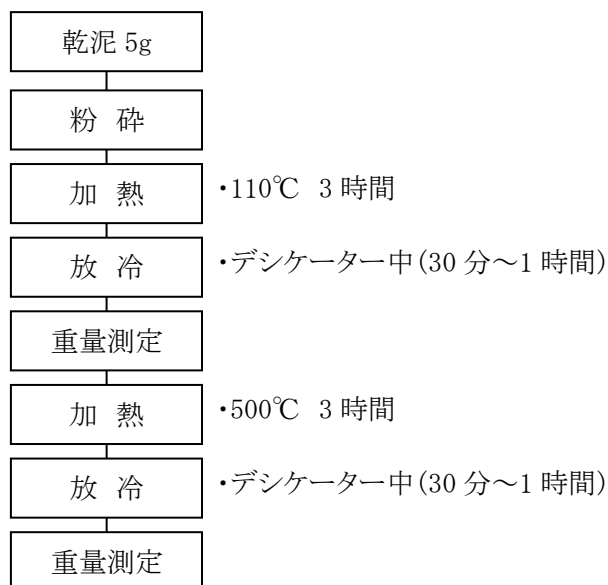 乾泥 5g
粉 砕
加 熱 ・110℃ 3 時間
放 冷 ・デシケーター中(30 分～1 時間)
重量測定
加 熱 ・500℃ 3 時間
放 冷 ・デシケーター中(30 分～1 時間)
重量測定